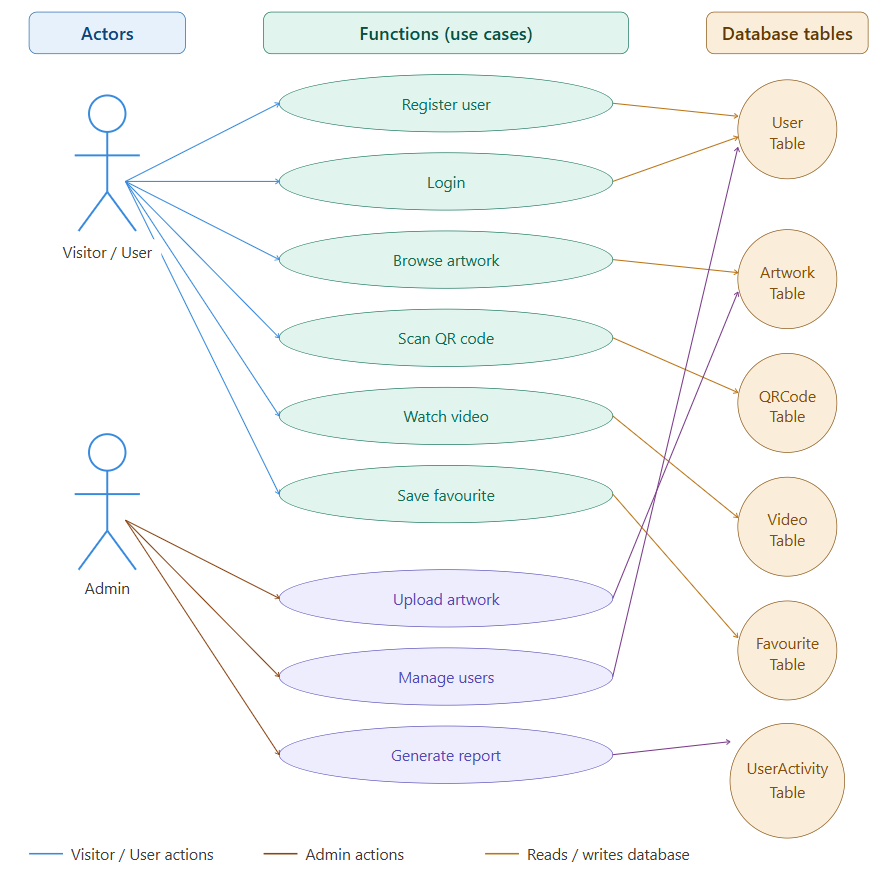 Actors
Functions (use cases)
Database tables
Register user
Login
Browse artwork
Scan QR code
Watch video
Save favourite
Upload artwork
Manage users
Generate report
Visitor / User
Admin
User
Table
Artwork
Table
QRCode
Table
Video
Table
Favourite
Table
UserActivity
Table
Visitor / User actions
Admin actions
Reads / writes database